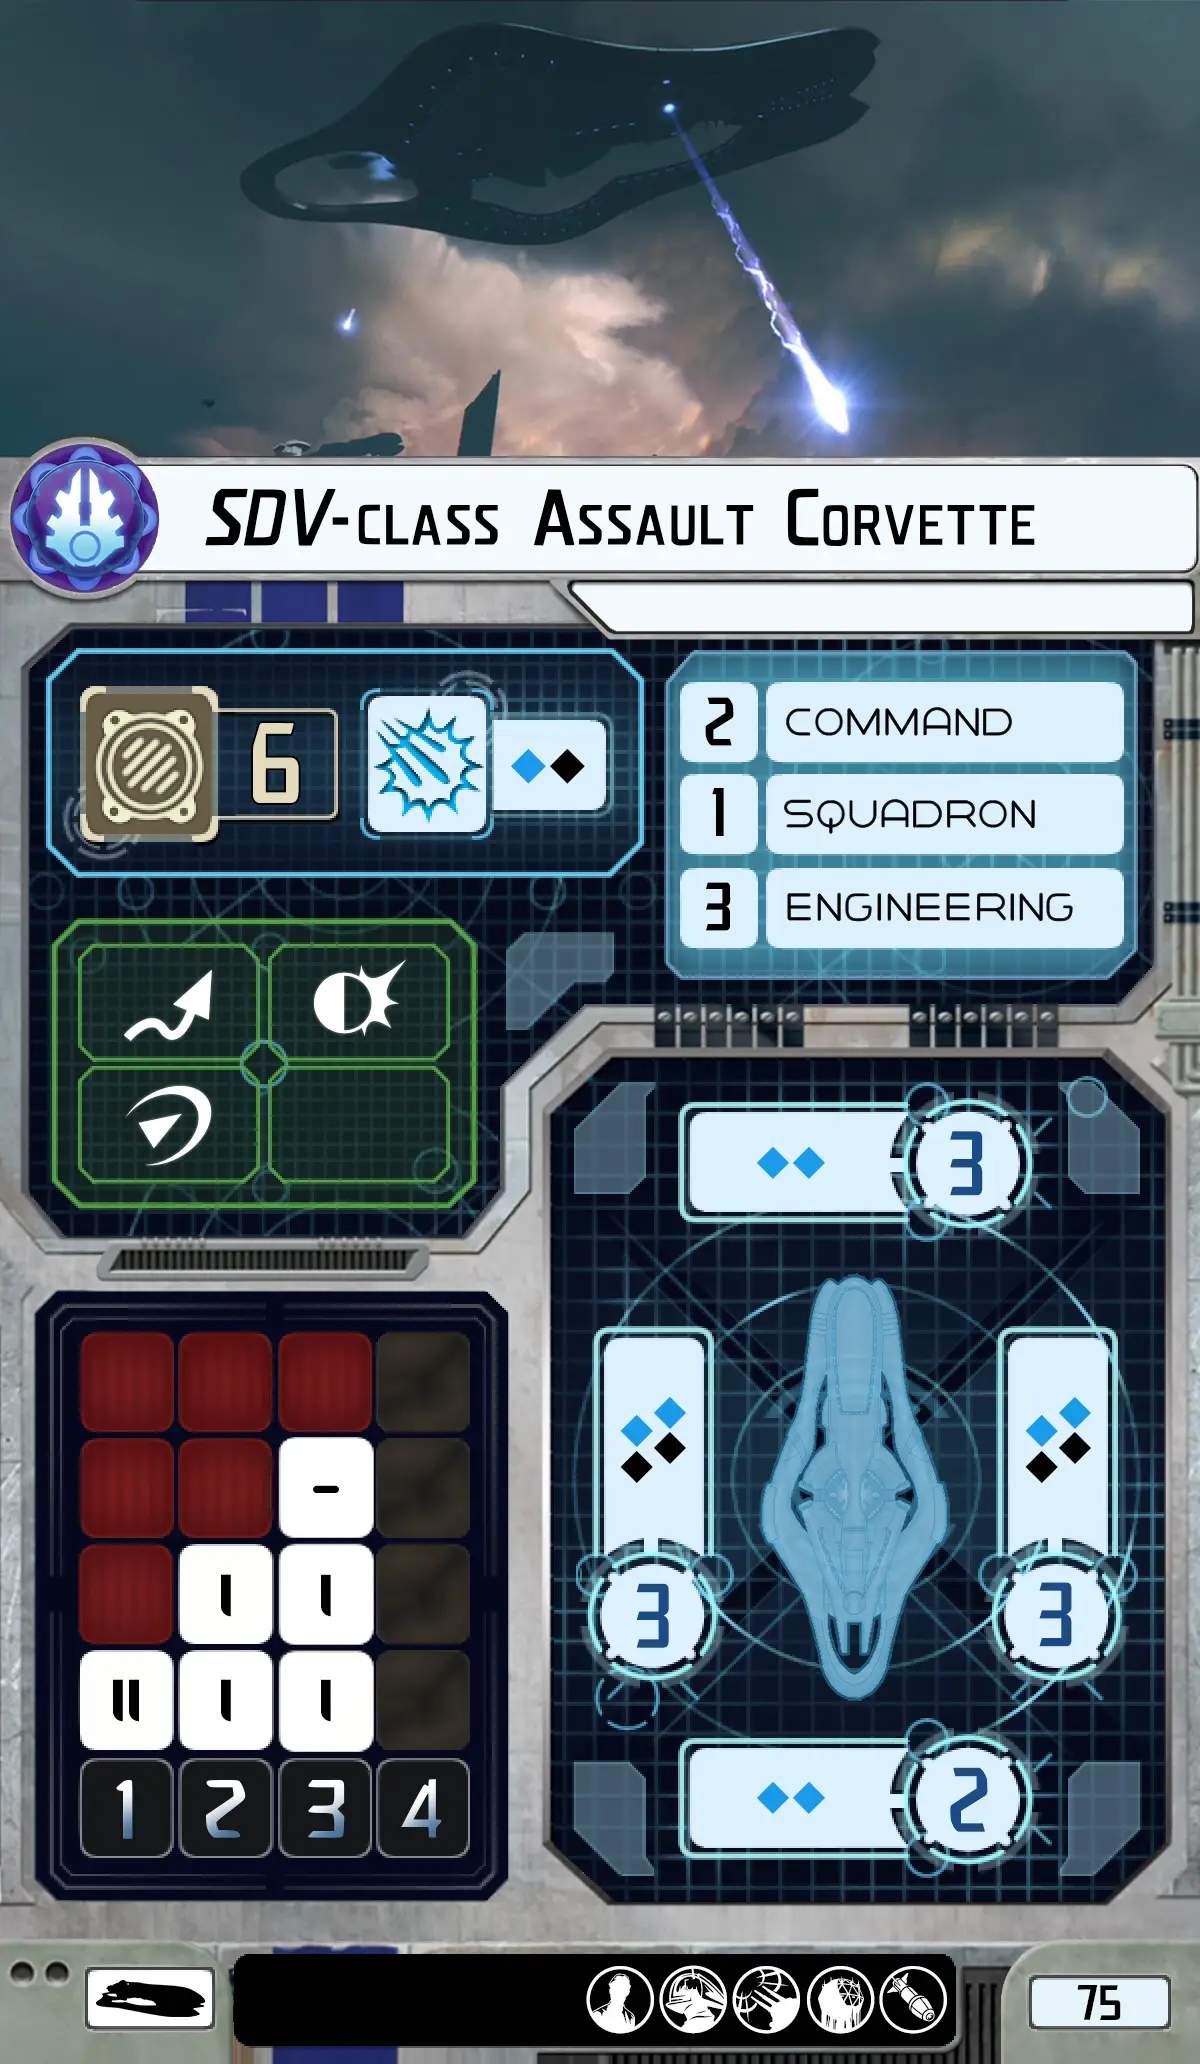 SDV-class Assault Corvette
6
2 COMMAND
1 SQUADRON
3 ENGINEERING
3
3 3
2
-
I I
II I I
1 2 3 4
75